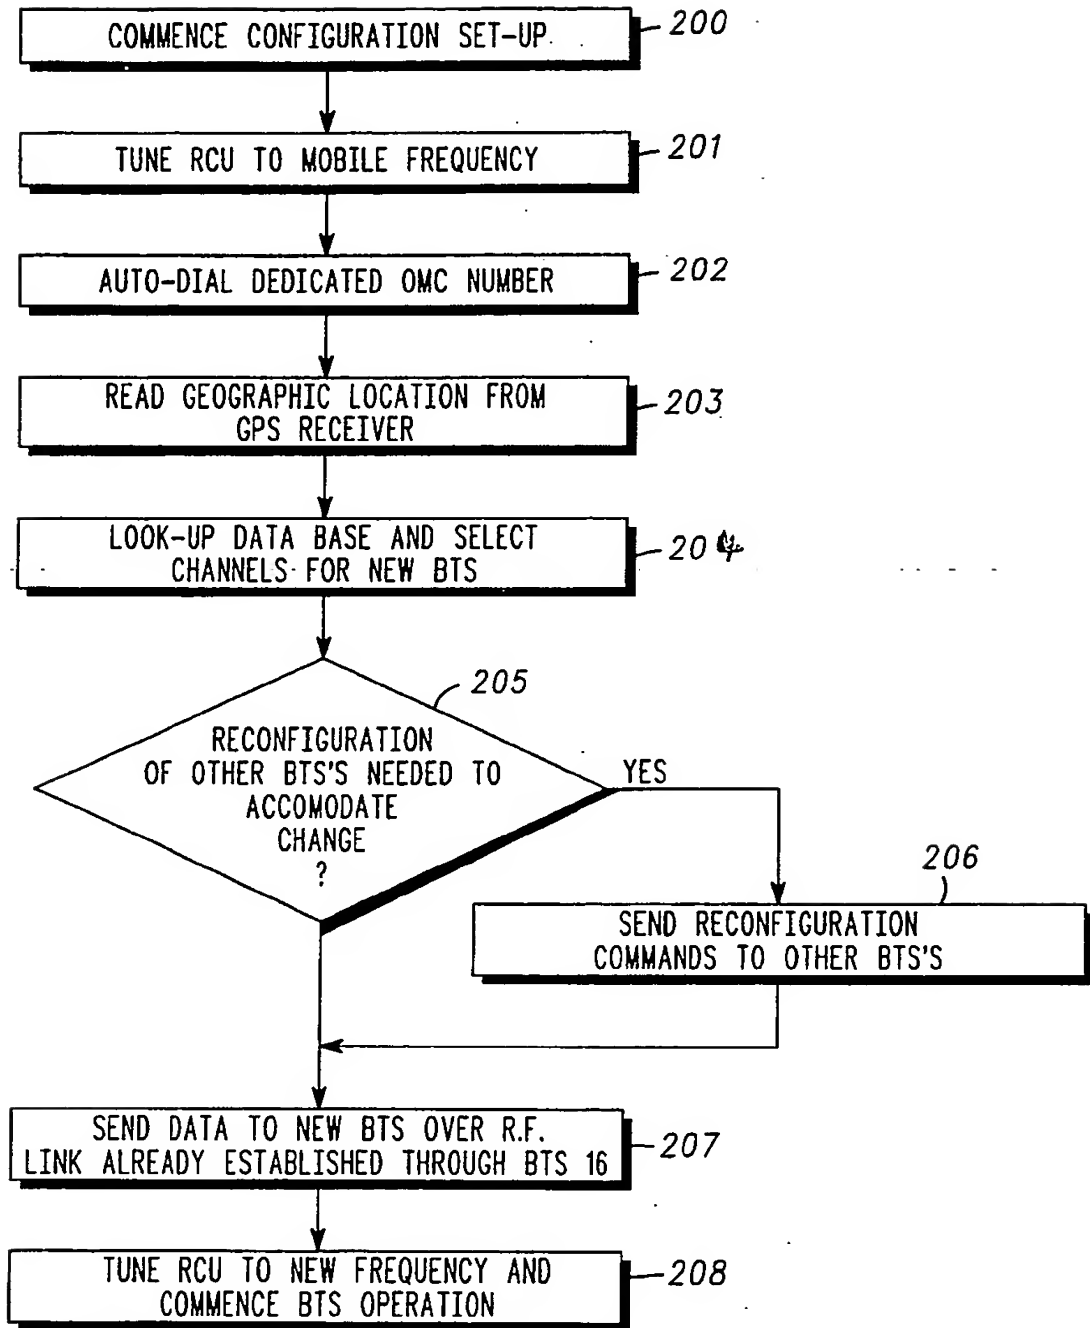 COMMENCE CONFIGURATION SET-UP
200
TUNE RCU TO MOBILE FREQUENCY
201
AUTO-DIAL DEDICATED OMC NUMBER
202
READ GEOGRAPHIC LOCATION FROM
GPS RECEIVER
203
LOOK-UP DATA BASE AND SELECT
CHANNELS FOR NEW BTS
204
205
RECONFIGURATION
OF OTHER BTS'S NEEDED TO
ACCOMODATE
CHANGE
?
YES
206
SEND RECONFIGURATION
COMMANDS TO OTHER BTS'S
SEND DATA TO NEW BTS OVER R.F.
LINK ALREADY ESTABLISHED THROUGH BTS 16
207
TUNE RCU TO NEW FREQUENCY AND
COMMENCE BTS OPERATION
208